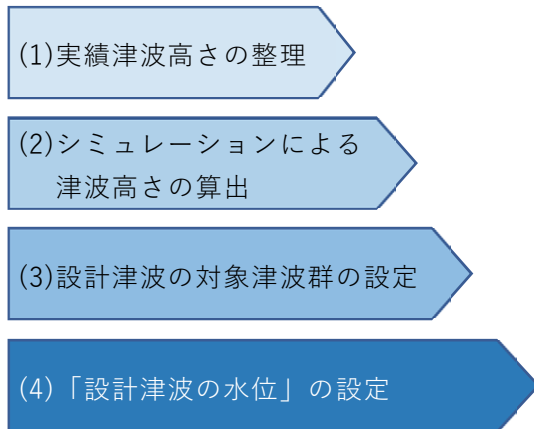 (1)実績津波高さの整理
(2)シミュレーションによる
津波高さの算出
(3)設計津波の対象津波群の設定
(4)「設計津波の水位」の設定